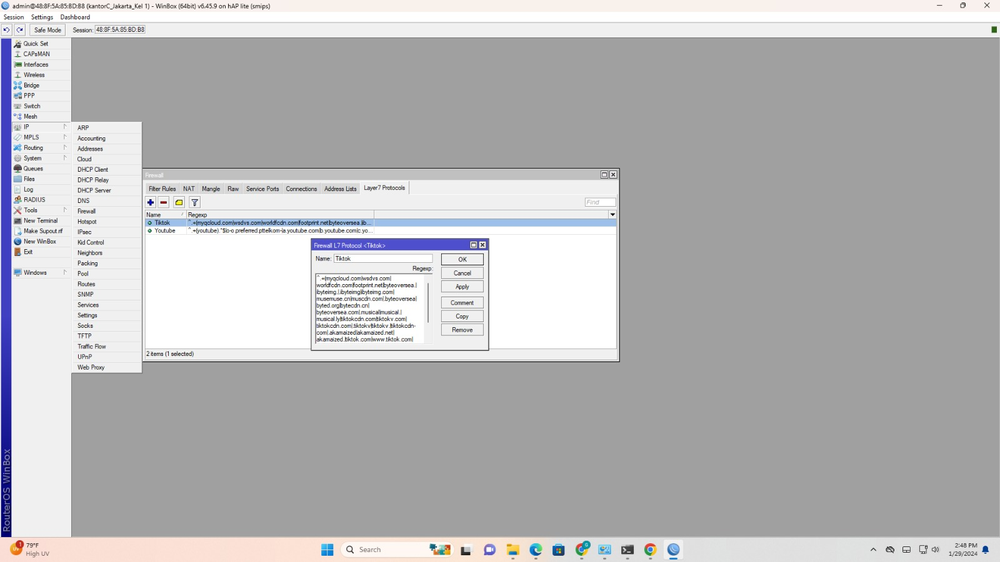 admin@48:8F:5A:85:BD:B8 (kantorC_Jakarta_Kel 1) - WinBox (64bit) v6.45.9 on hAP lite (smips)
Session Settings Dashboard
Safe Mode Session: 48:8F:5A:85:BD:B8
Quick Set
CAPsMAN
Interfaces
Wireless
Bridge
PPP
Switch
Mesh
IP
MPLS
Routing
System
Queues
Files
Log
RADIUS
Tools
New Terminal
Make Supout.rif
New WinBox
Exit
Windows
RouterOS WinBox
ARP
Accounting
Addresses
Cloud
DHCP Client
DHCP Relay
DHCP Server
DNS
Firewall
Hotspot
IPsec
Kid Control
Neighbors
Packing
Pool
Routes
SNMP
Services
Settings
Socks
TFTP
Traffic Flow
UPnP
Web Proxy
Firewall
Filter Rules NAT Mangle Raw Service Ports Connections Address Lists Layer7 Protocols
Find
Name Regexp
Tiktok ^.+(myqcloud.com|wsdvs.com|worldfcdn.com|footprint.net|byteoversea.|ib...
Youtube ^.+(youtube).*$|o-o.preferred.pttelkom-la.youtube.com|b.youtube.com|c.yo...
2 items (1 selected)
Firewall L7 Protocol <Tiktok>
Name: Tiktok
Regexp:
^.+(myqcloud.com|wsdvs.com|
worldfcdn.com|footprint.net|byteoversea.|
ibyteimg.|.ibyteimg|ibyteimg.com|
musemuse.cn|muscdn.com|.byteoversea|
byted.org|bytecdn.cn|
byteoversea.com|.musical|musical.|
musical.ly|tiktokcdn.com|tiktokv.com|
tiktokcdn.com|.tiktokv|tiktokv.|tiktokcdn-
com|.akamaized|akamaized.net|
akamaized.|tiktok.com|www.tiktok.com|
OK
Cancel
Apply
Comment
Copy
Remove
1
UV
79°F
High UV
Search
G
2:48 PM
1/29/2024